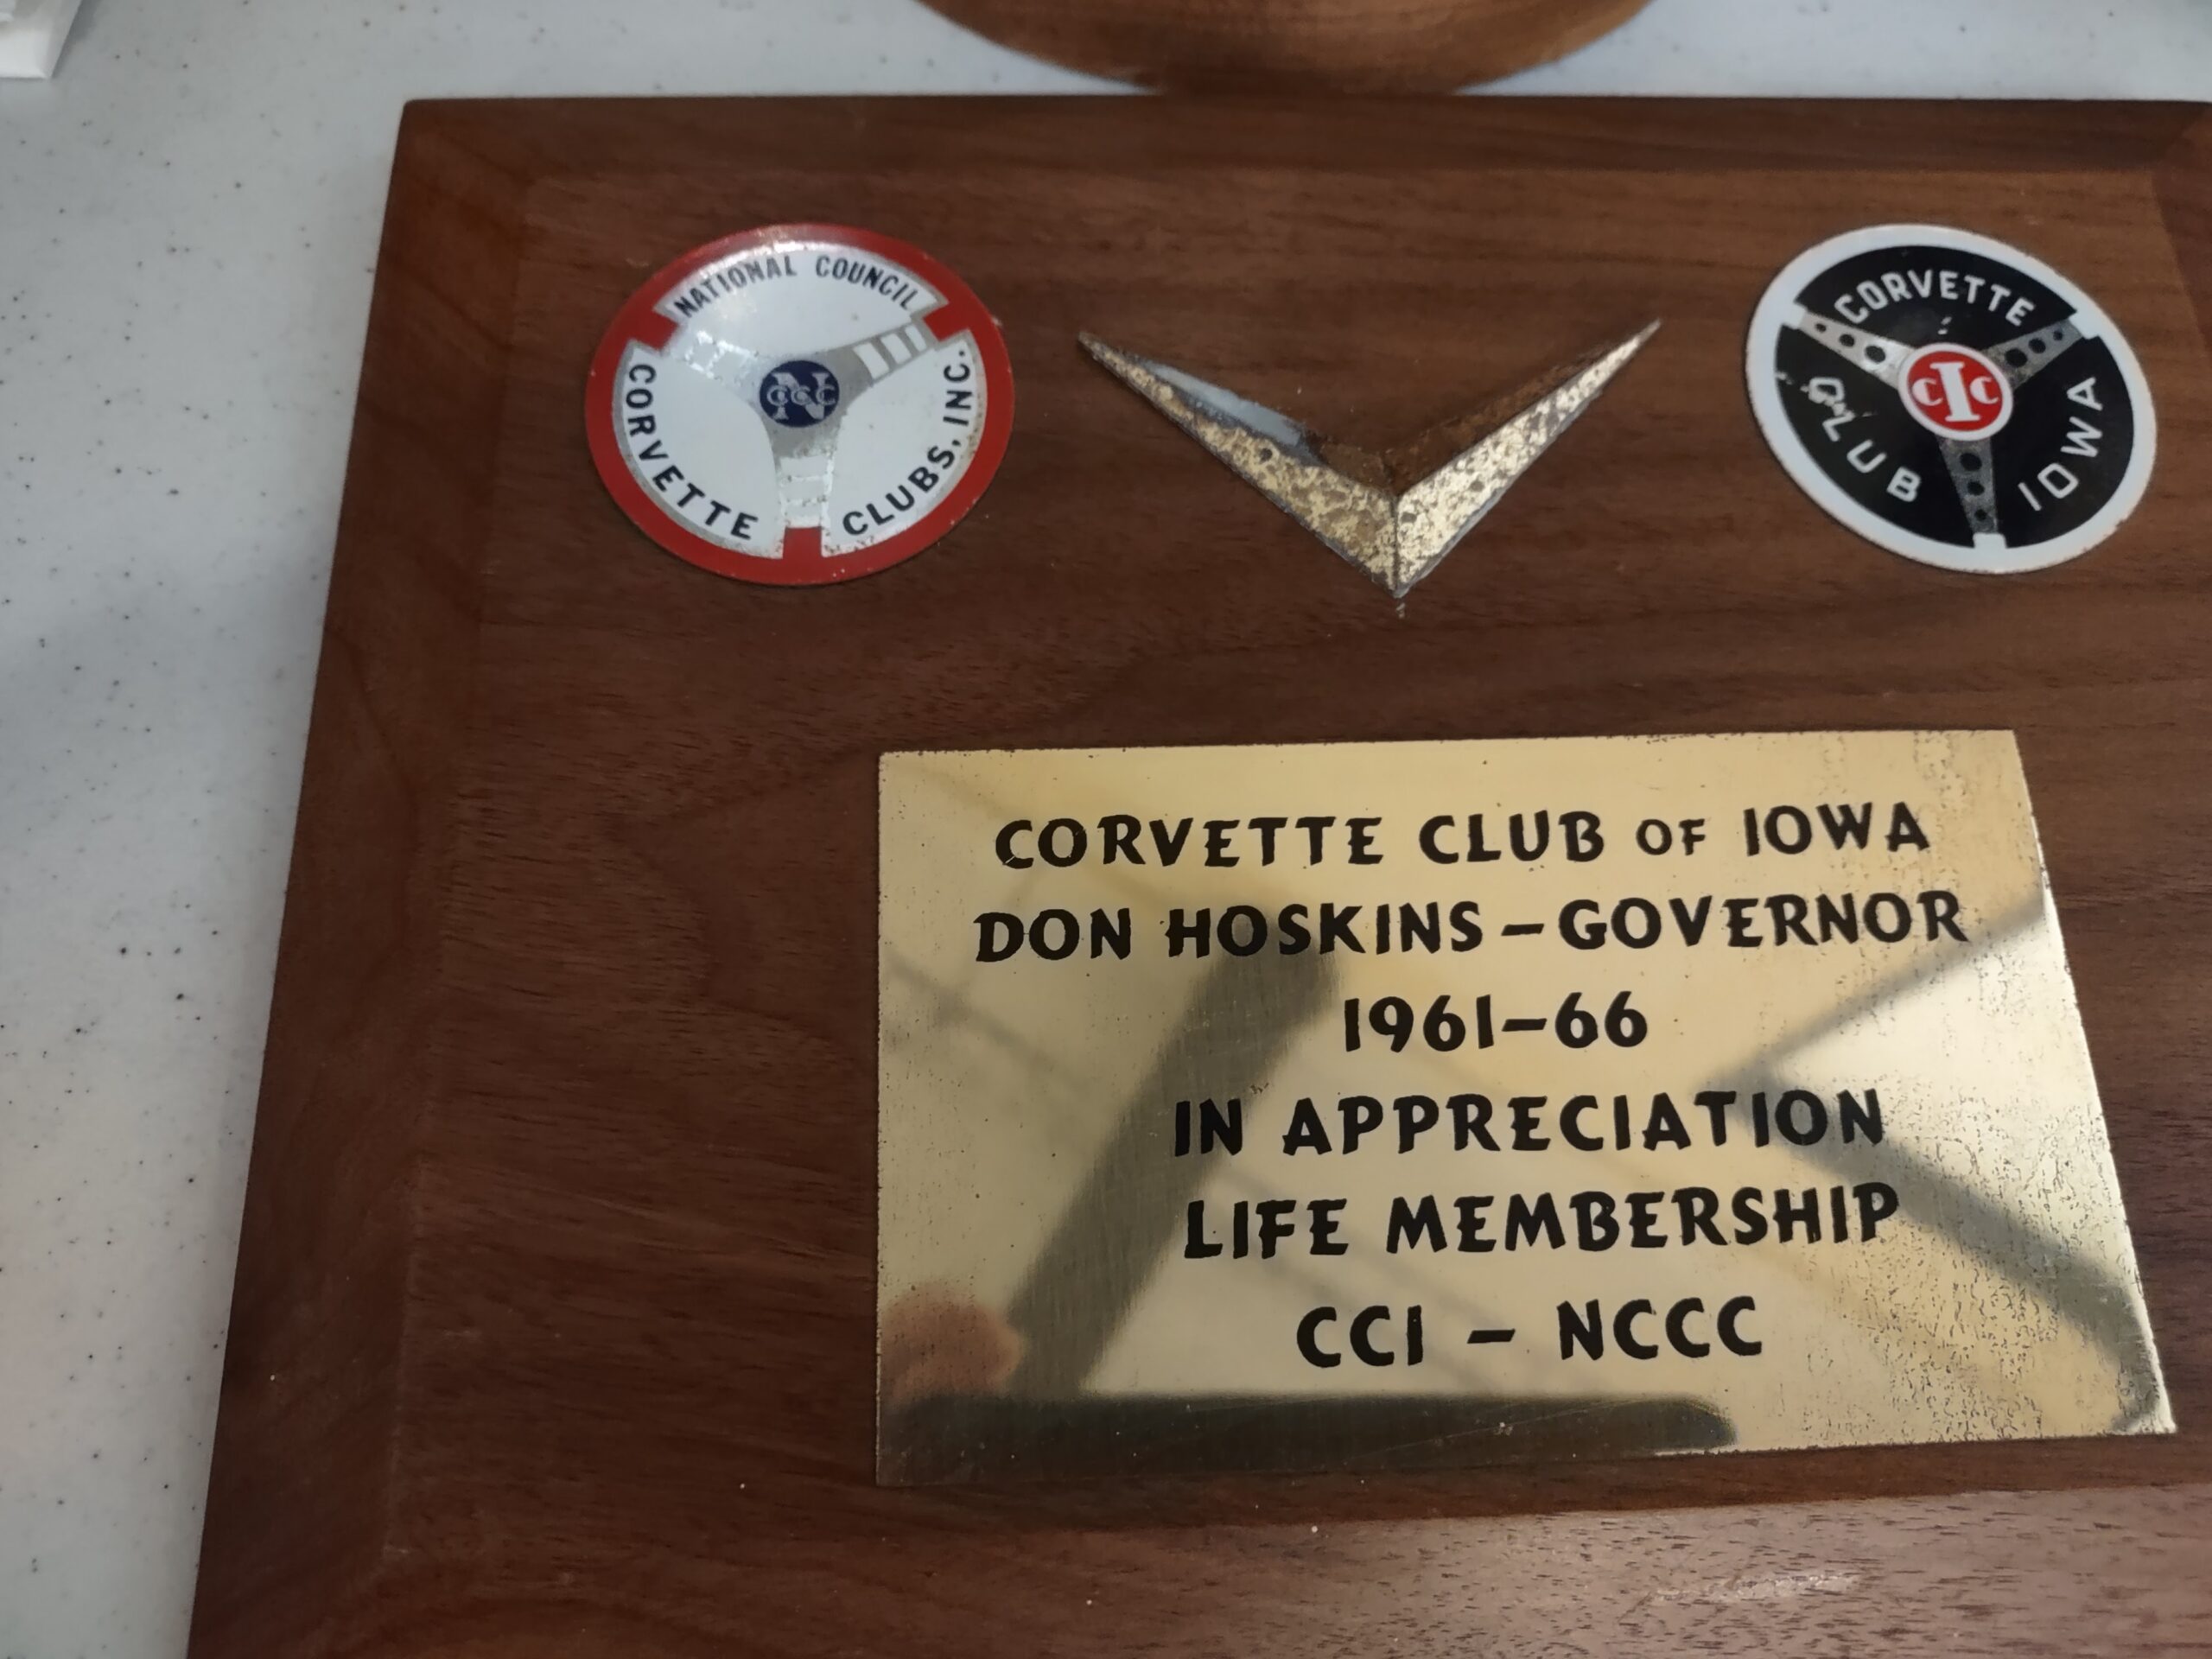 NATIONAL COUNCIL
CORVETTE CLUBS, INC.
NCCC
CORVETTE
CLUB IOWA
CIC
CORVETTE CLUB OF IOWA
DON HOSKINS – GOVERNOR
1961–66
IN APPRECIATION
LIFE MEMBERSHIP
CCI – NCCC